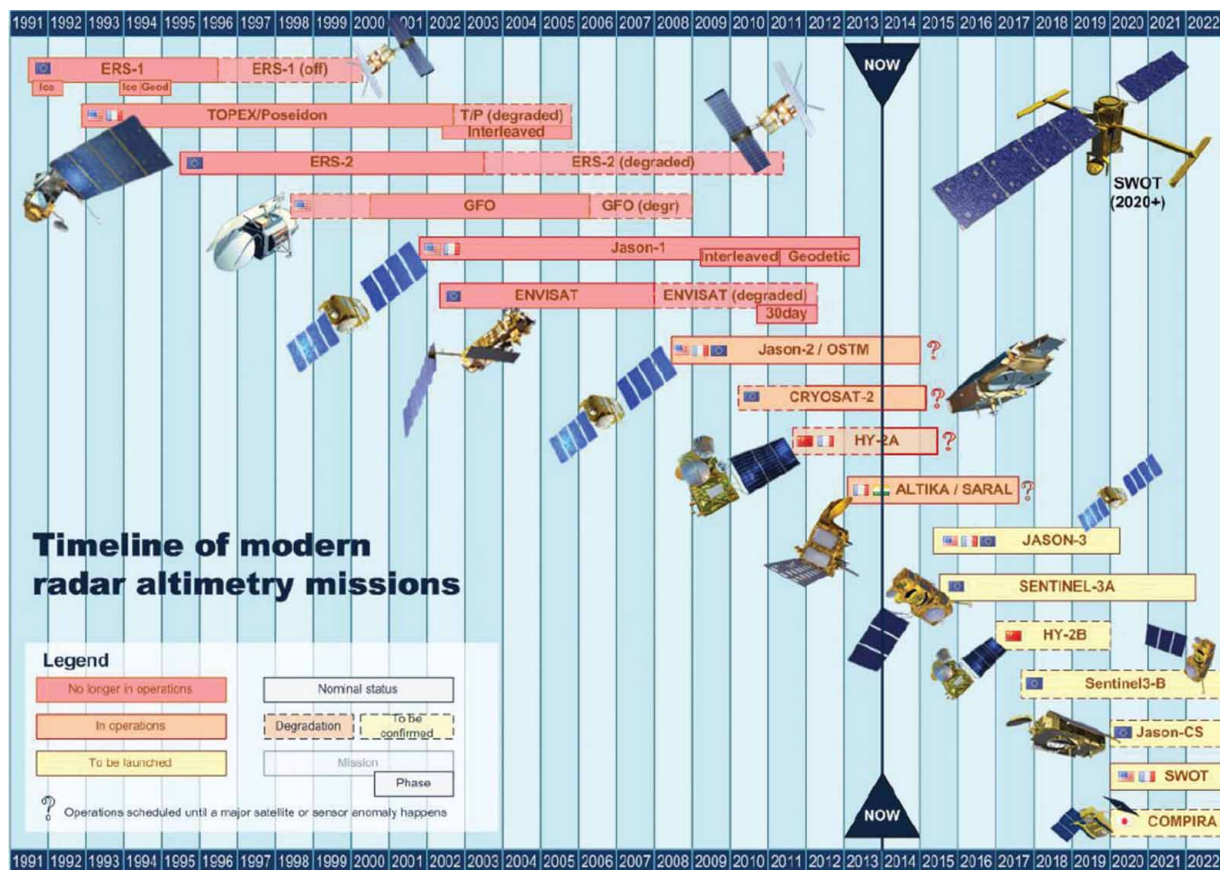 1991 1992 1993 1994 1995 1996 1997 1998 1999 2000 2001 2002 2003 2004 2005 2006 2007 2008 2009 2010 2011 2012 2013 2014 2015 2016 2017 2018 2019 2020 2021 2022
NOW
ERS-1
ERS-1 (off)
Ice
Ice Geod
TOPEX/Poseidon
T/P (degraded)
Interleaved
ERS-2
ERS-2 (degraded)
SWOT
(2020+)
GFO
GFO (degr)
Jason-1
Interleaved
Geodetic
ENVISAT
ENVISAT (degraded)
30day
Jason-2 / OSTM
?
CRYOSAT-2
?
HY-2A
?
ALTIKA / SARAL
?
JASON-3
SENTINEL-3A
HY-2B
Sentinel3-B
Jason-CS
SWOT
COMPIRA
Timeline of modern
radar altimetry missions
Legend
No longer in operations
Nominal status
In operations
Degradation
To be
confirmed
To be launched
Mission
Phase
? Operations scheduled until a major satellite or sensor anomaly happens
NOW
1991 1992 1993 1994 1995 1996 1997 1998 1999 2000 2001 2002 2003 2004 2005 2006 2007 2008 2009 2010 2011 2012 2013 2014 2015 2016 2017 2018 2019 2020 2021 2022